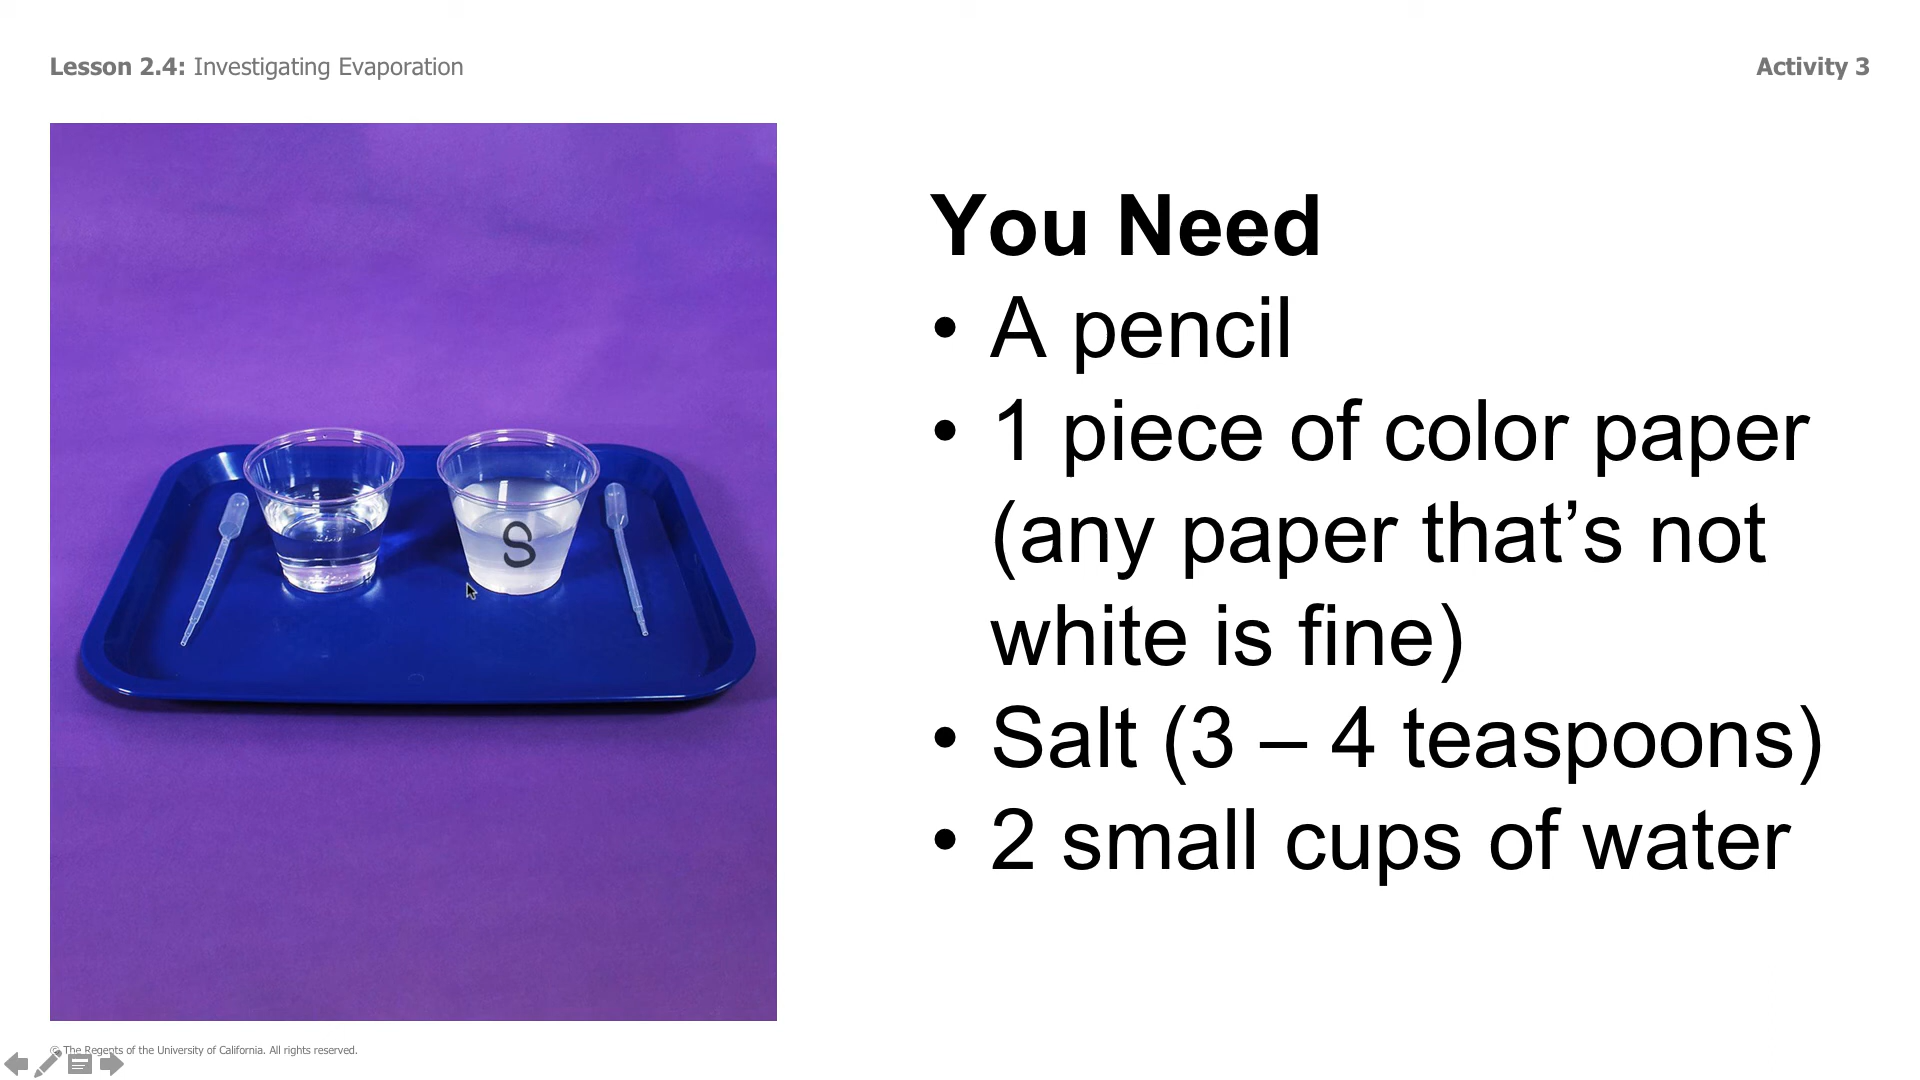 Lesson 2.4: Investigating Evaporation
Activity 3
You Need
• A pencil
• 1 piece of color paper
(any paper that’s not
white is fine)
• Salt (3 – 4 teaspoons)
• 2 small cups of water
S
© The Regents of the University of California. All rights reserved.